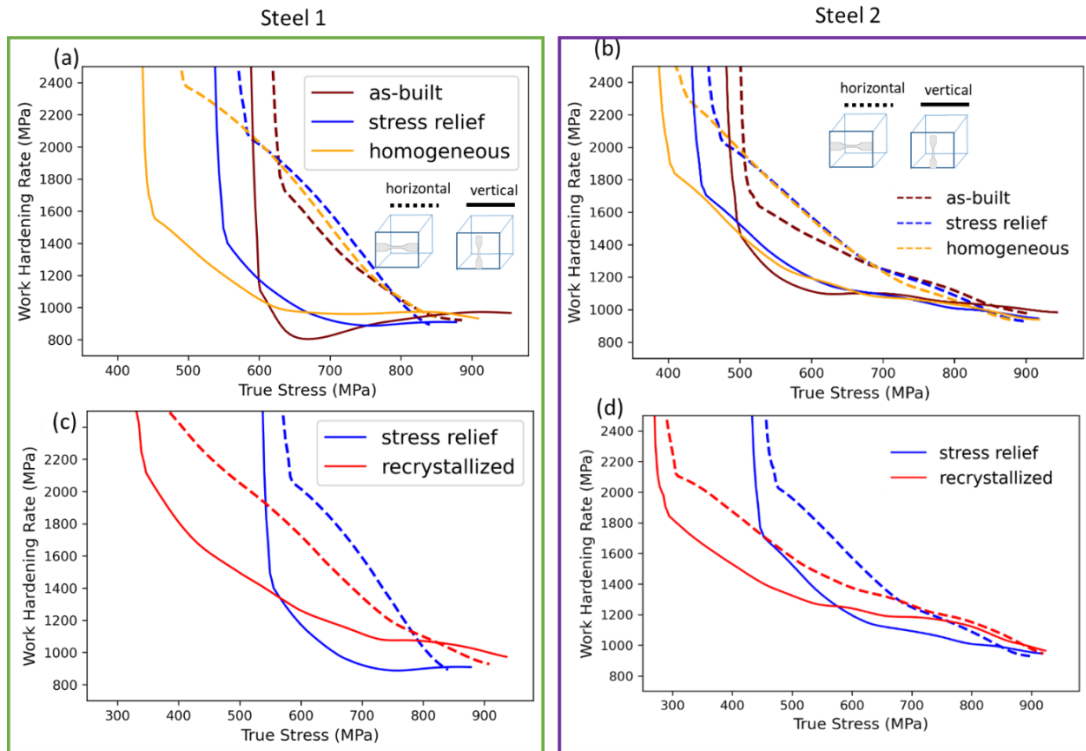 Steel 1
Steel 2
(a)
2400
2200
2000
1800
1600
1400
1200
1000
800
Work Hardening Rate (MPa)
as-built
stress relief
homogeneous
horizontal
vertical
400
500
600
700
800
900
True Stress (MPa)
(b)
2400
2200
2000
1800
1600
1400
1200
1000
800
Work Hardening Rate (MPa)
horizontal
vertical
as-built
stress relief
homogeneous
400
500
600
700
800
900
True Stress (MPa)
(c)
2400
2200
2000
1800
1600
1400
1200
1000
800
Work Hardening Rate (MPa)
stress relief
recrystallized
300
400
500
600
700
800
900
True Stress (MPa)
(d)
2400
2200
2000
1800
1600
1400
1200
1000
800
Work Hardening Rate (MPa)
stress relief
recrystallized
300
400
500
600
700
800
900
True Stress (MPa)